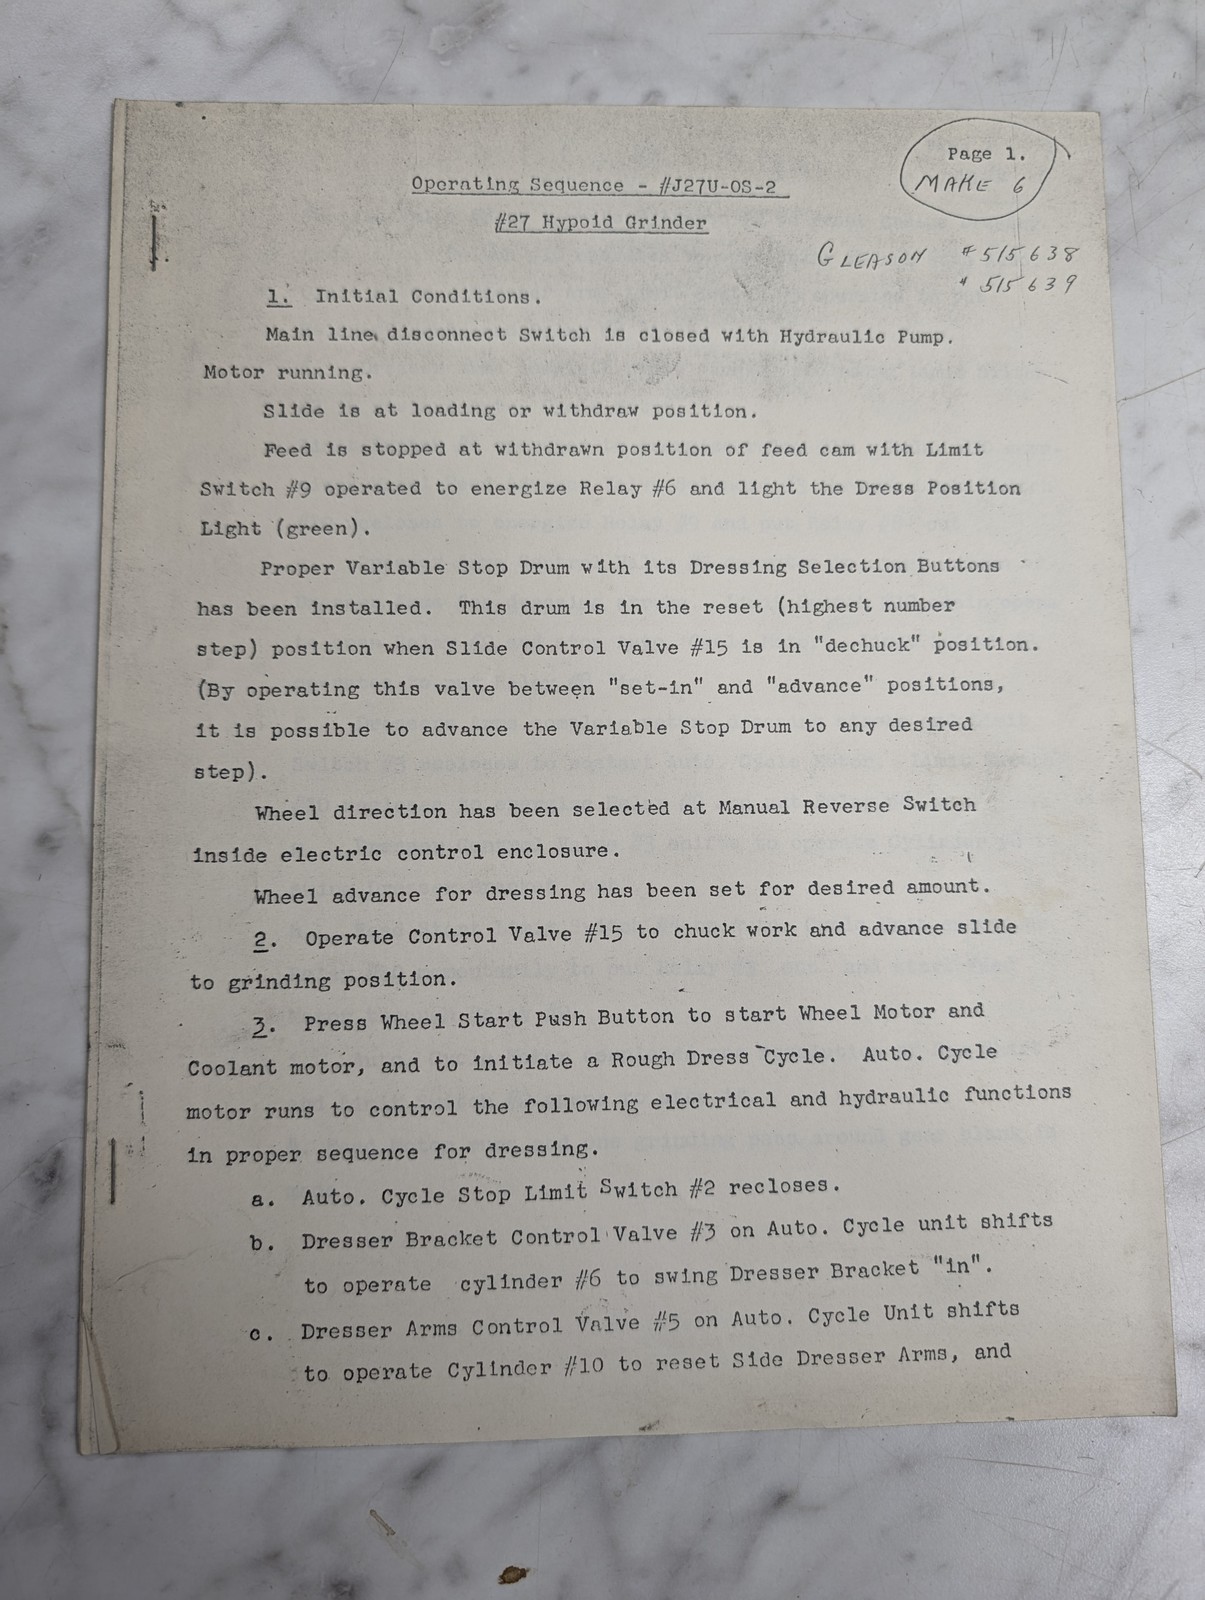 Page 1.
MAKE 6
Operating Sequence - #J27U-OS-2
#27 Hypoid Grinder
GLEASON #515638
#515639
1. Initial Conditions.
Main line disconnect Switch is closed with Hydraulic Pump.
Motor running.
Slide is at loading or withdraw position.
Feed is stopped at withdrawn position of feed cam with Limit
Switch #9 operated to energize Relay #6 and light the Dress Position
Light (green).
Proper Variable Stop Drum with its Dressing Selection Buttons
has been installed. This drum is in the reset (highest number
step) position when Slide Control Valve #15 is in "dechuck" position.
(By operating this valve between "set-in" and "advance" positions,
it is possible to advance the Variable Stop Drum to any desired
step).
Wheel direction has been selected at Manual Reverse Switch
inside electric control enclosure.
Wheel advance for dressing has been set for desired amount.
2. Operate Control Valve #15 to chuck work and advance slide
to grinding position.
3. Press Wheel Start Push Button to start Wheel Motor and
Coolant motor, and to initiate a Rough Dress Cycle. Auto. Cycle
motor runs to control the following electrical and hydraulic functions
in proper sequence for dressing.
a. Auto. Cycle Stop Limit Switch #2 recloses.
b. Dresser Bracket Control Valve #3 on Auto. Cycle unit shifts
to operate cylinder #6 to swing Dresser Bracket "in".
c. Dresser Arms Control Valve #5 on Auto. Cycle Unit shifts
to operate Cylinder #10 to reset Side Dresser Arms, and